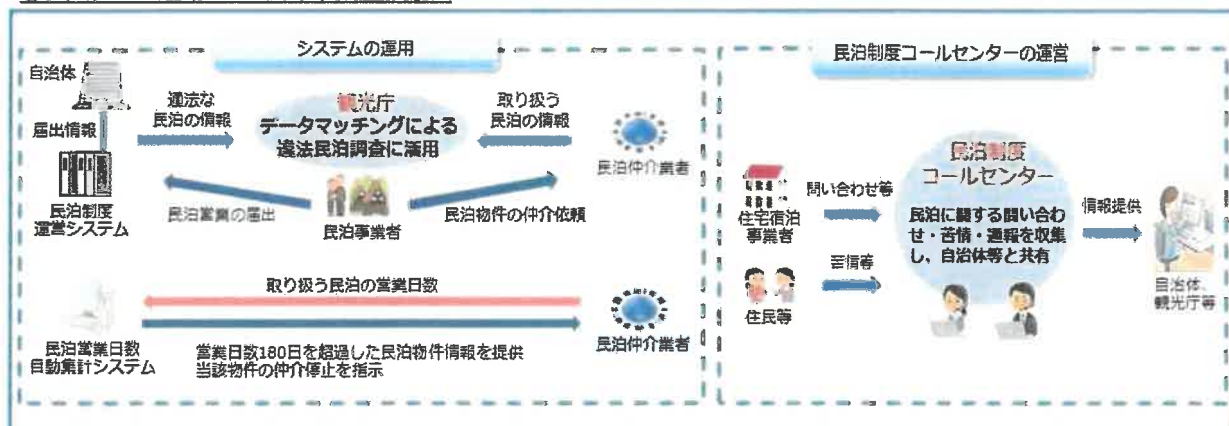 システムの運用
自治体
届出情報
民泊制度
運営システム
違法な
民泊の情報
観光庁
データマッチングによる
違法民泊調査に活用
取り扱う
民泊の情報
民泊仲介業者
民泊営業の届出
民泊事業者
民泊物件の仲介依頼
取り扱う民泊の営業日数
民泊営業日数
自動集計システム
営業日数180日を超過した民泊物件情報を提供
当該物件の仲介停止を指示
民泊仲介業者
民泊制度コールセンターの運営
住宅宿泊
事業者
問い合わせ等
住民等
苦情等
民泊制度
コールセンター
民泊に関する問い合わ
せ・苦情・通報を収集
し、自治体等と共有
情報提供
自治体、
観光庁等